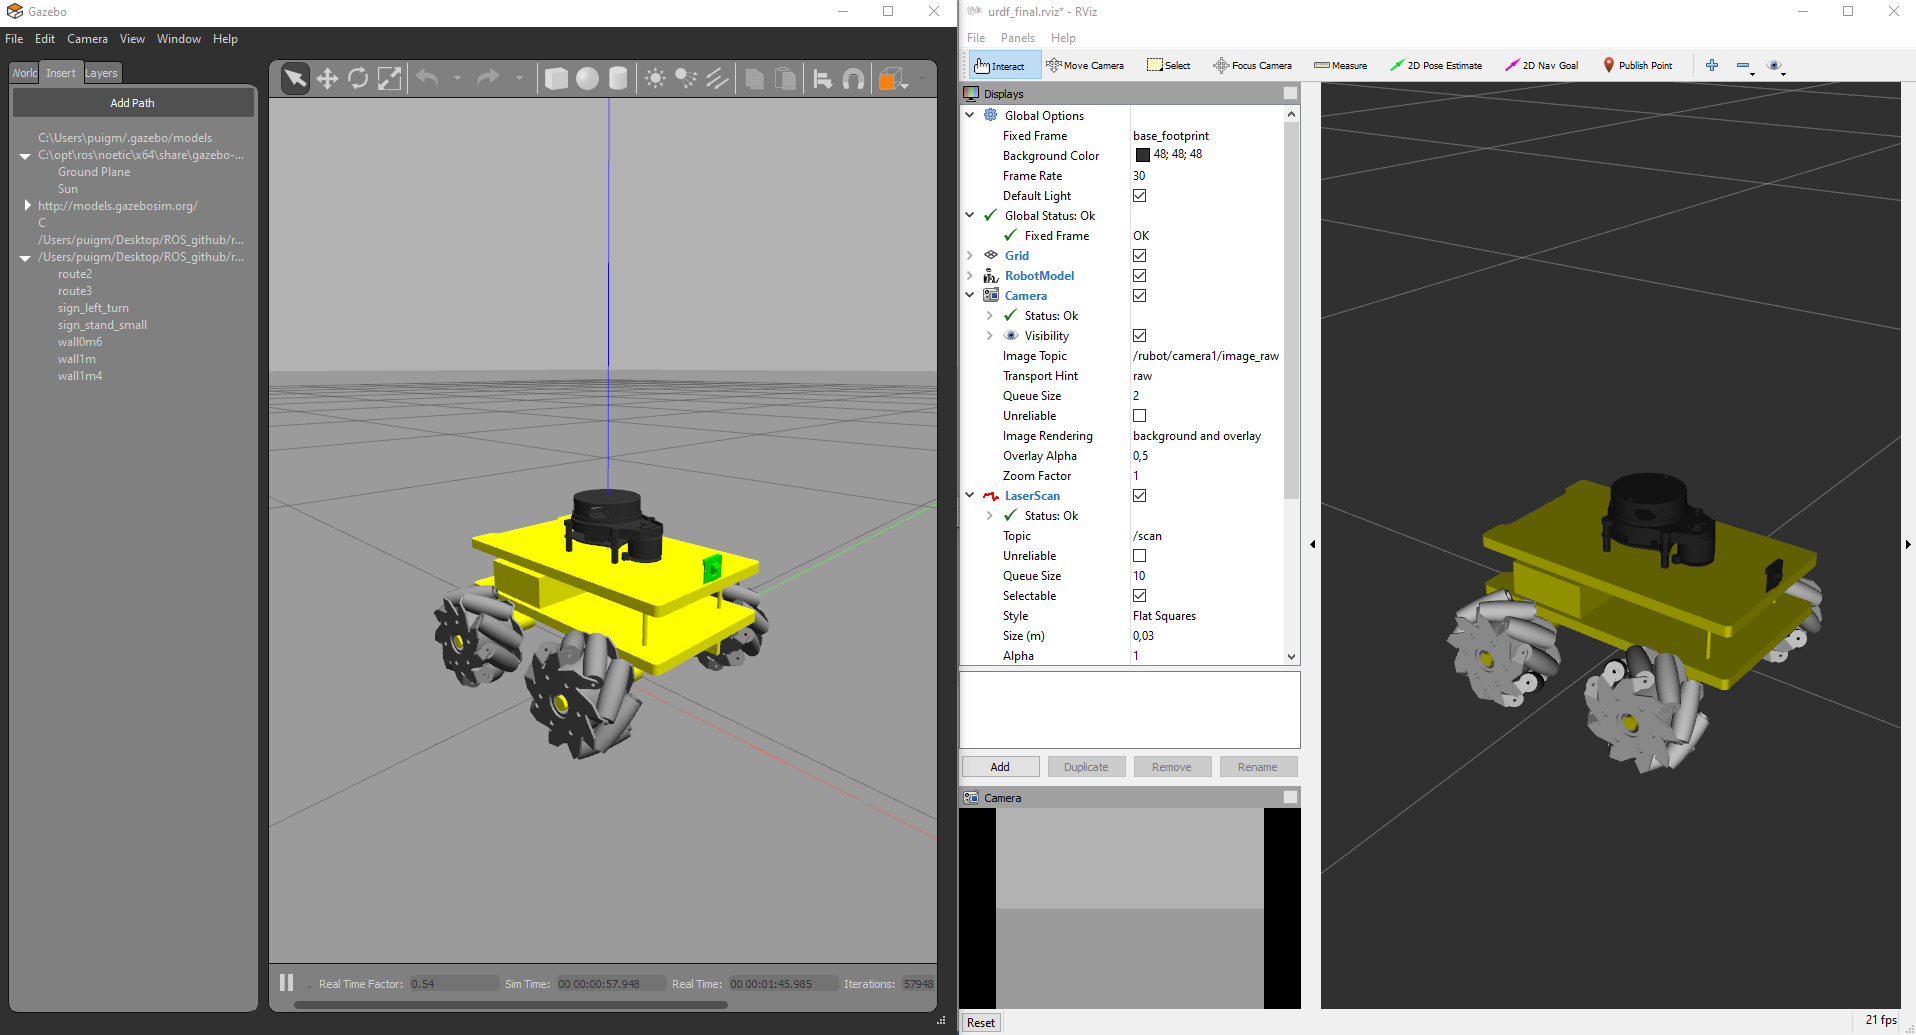 Gazebo
File Edit Camera View Window Help
World Insert Layers
Add Path
C:\Users\puigm/.gazebo/models
C:\opt\ros\noetic\x64\share\gazebo-...
Ground Plane
Sun
http://models.gazebosim.org/
C
/Users/puigm/Desktop/ROS_github/r...
/Users/puigm/Desktop/ROS_github/r...
route2
route3
sign_left_turn
sign_stand_small
wall0m6
wall1m
wall1m4
Real Time Factor: 0.54 Sim Time: 00 00:00:57.948 Real Time: 00 00:01:45.985 Iterations: 57948
urdf_final.rviz* - RViz
File Panels Help
Interact Move Camera Select Focus Camera Measure 2D Pose Estimate 2D Nav Goal Publish Point
Displays
Global Options
Fixed Frame base_footprint
Background Color 48; 48; 48
Frame Rate 30
Default Light
Global Status: Ok
Fixed Frame OK
Grid
RobotModel
Camera
Status: Ok
Visibility
Image Topic /rubot/camera1/image_raw
Transport Hint raw
Queue Size 2
Unreliable
Image Rendering background and overlay
Overlay Alpha 0,5
Zoom Factor 1
LaserScan
Status: Ok
Topic /scan
Unreliable
Queue Size 10
Selectable
Style Flat Squares
Size (m) 0,03
Alpha 1
Add Duplicate Remove Rename
Camera
Reset
21 fps